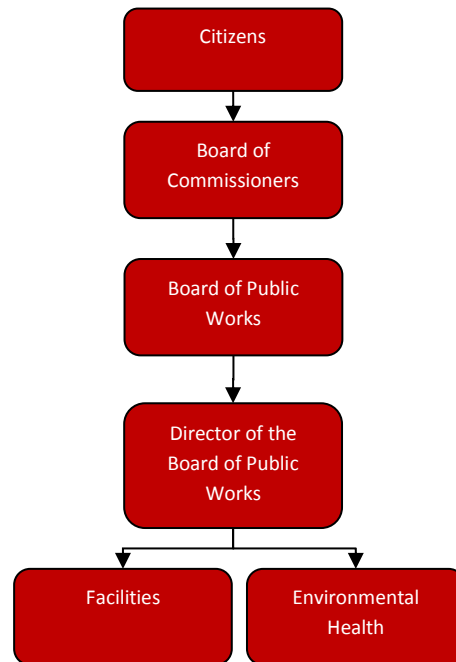 Citizens
Board of
Commissioners
Board of Public
Works
Director of the
Board of Public
Works
Facilities
Environmental
Health